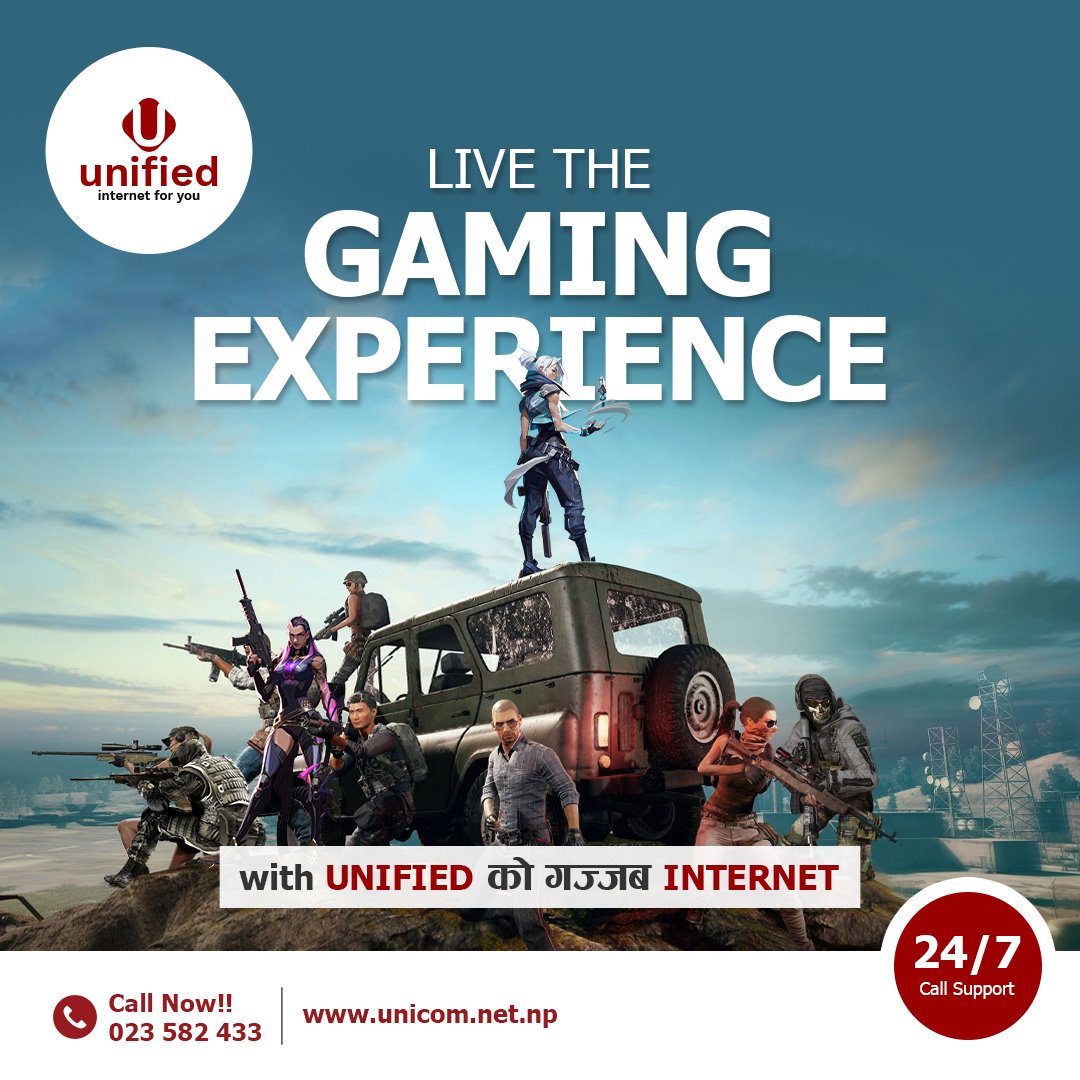 unified
internet for you
LIVE THE
GAMING
EXPERIENCE
with UNIFIED को गज्जब INTERNET
24/7
Call Support
Call Now!!
023 582 433
www.unicom.net.np